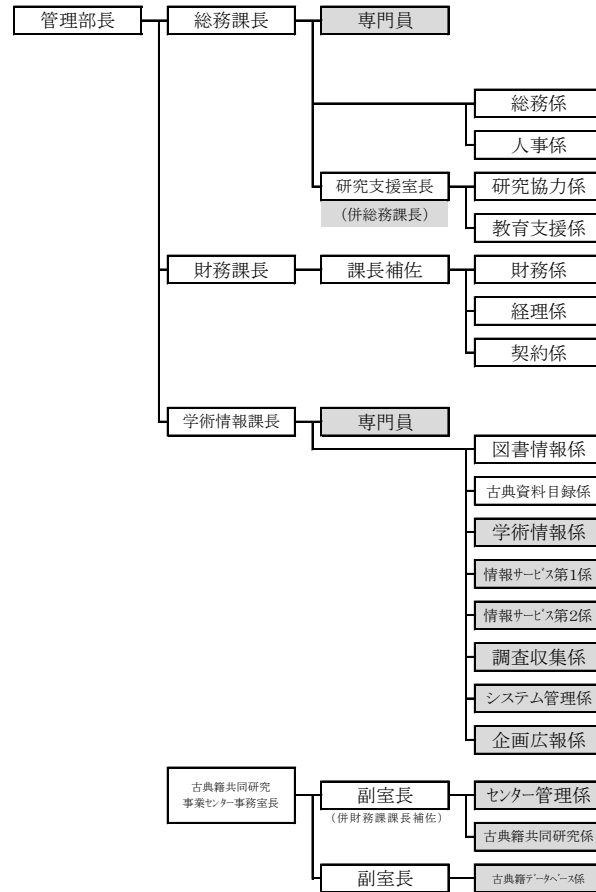 管理部長
総務課長
専門員
総務係
人事係
研究支援室長
(併総務課長)
研究協力係
教育支援係
財務課長
課長補佐
財務係
経理係
契約係
学術情報課長
専門員
図書情報係
古典資料目録係
学術情報係
情報サービス第1係
情報サービス第2係
調査収集係
システム管理係
企画広報係
古典籍共同研究
事業センター事務室長
副室長
(併財務課課長補佐)
センター管理係
古典籍共同研究係
副室長
古典籍データベース係